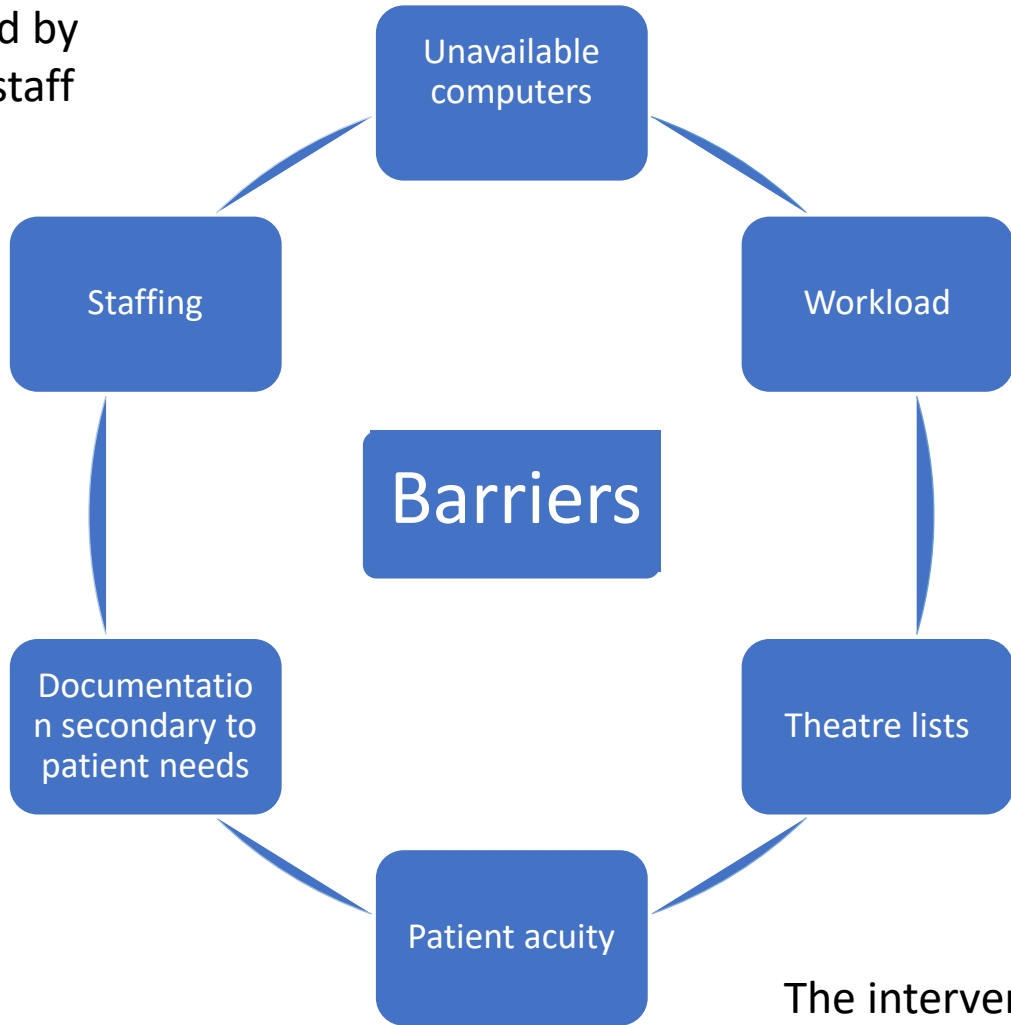 d by
staff
Unavailable
computers
Staffing
Workload
Barriers
Documentatio
n secondary to
patient needs
Theatre lists
Patient acuity
The interver